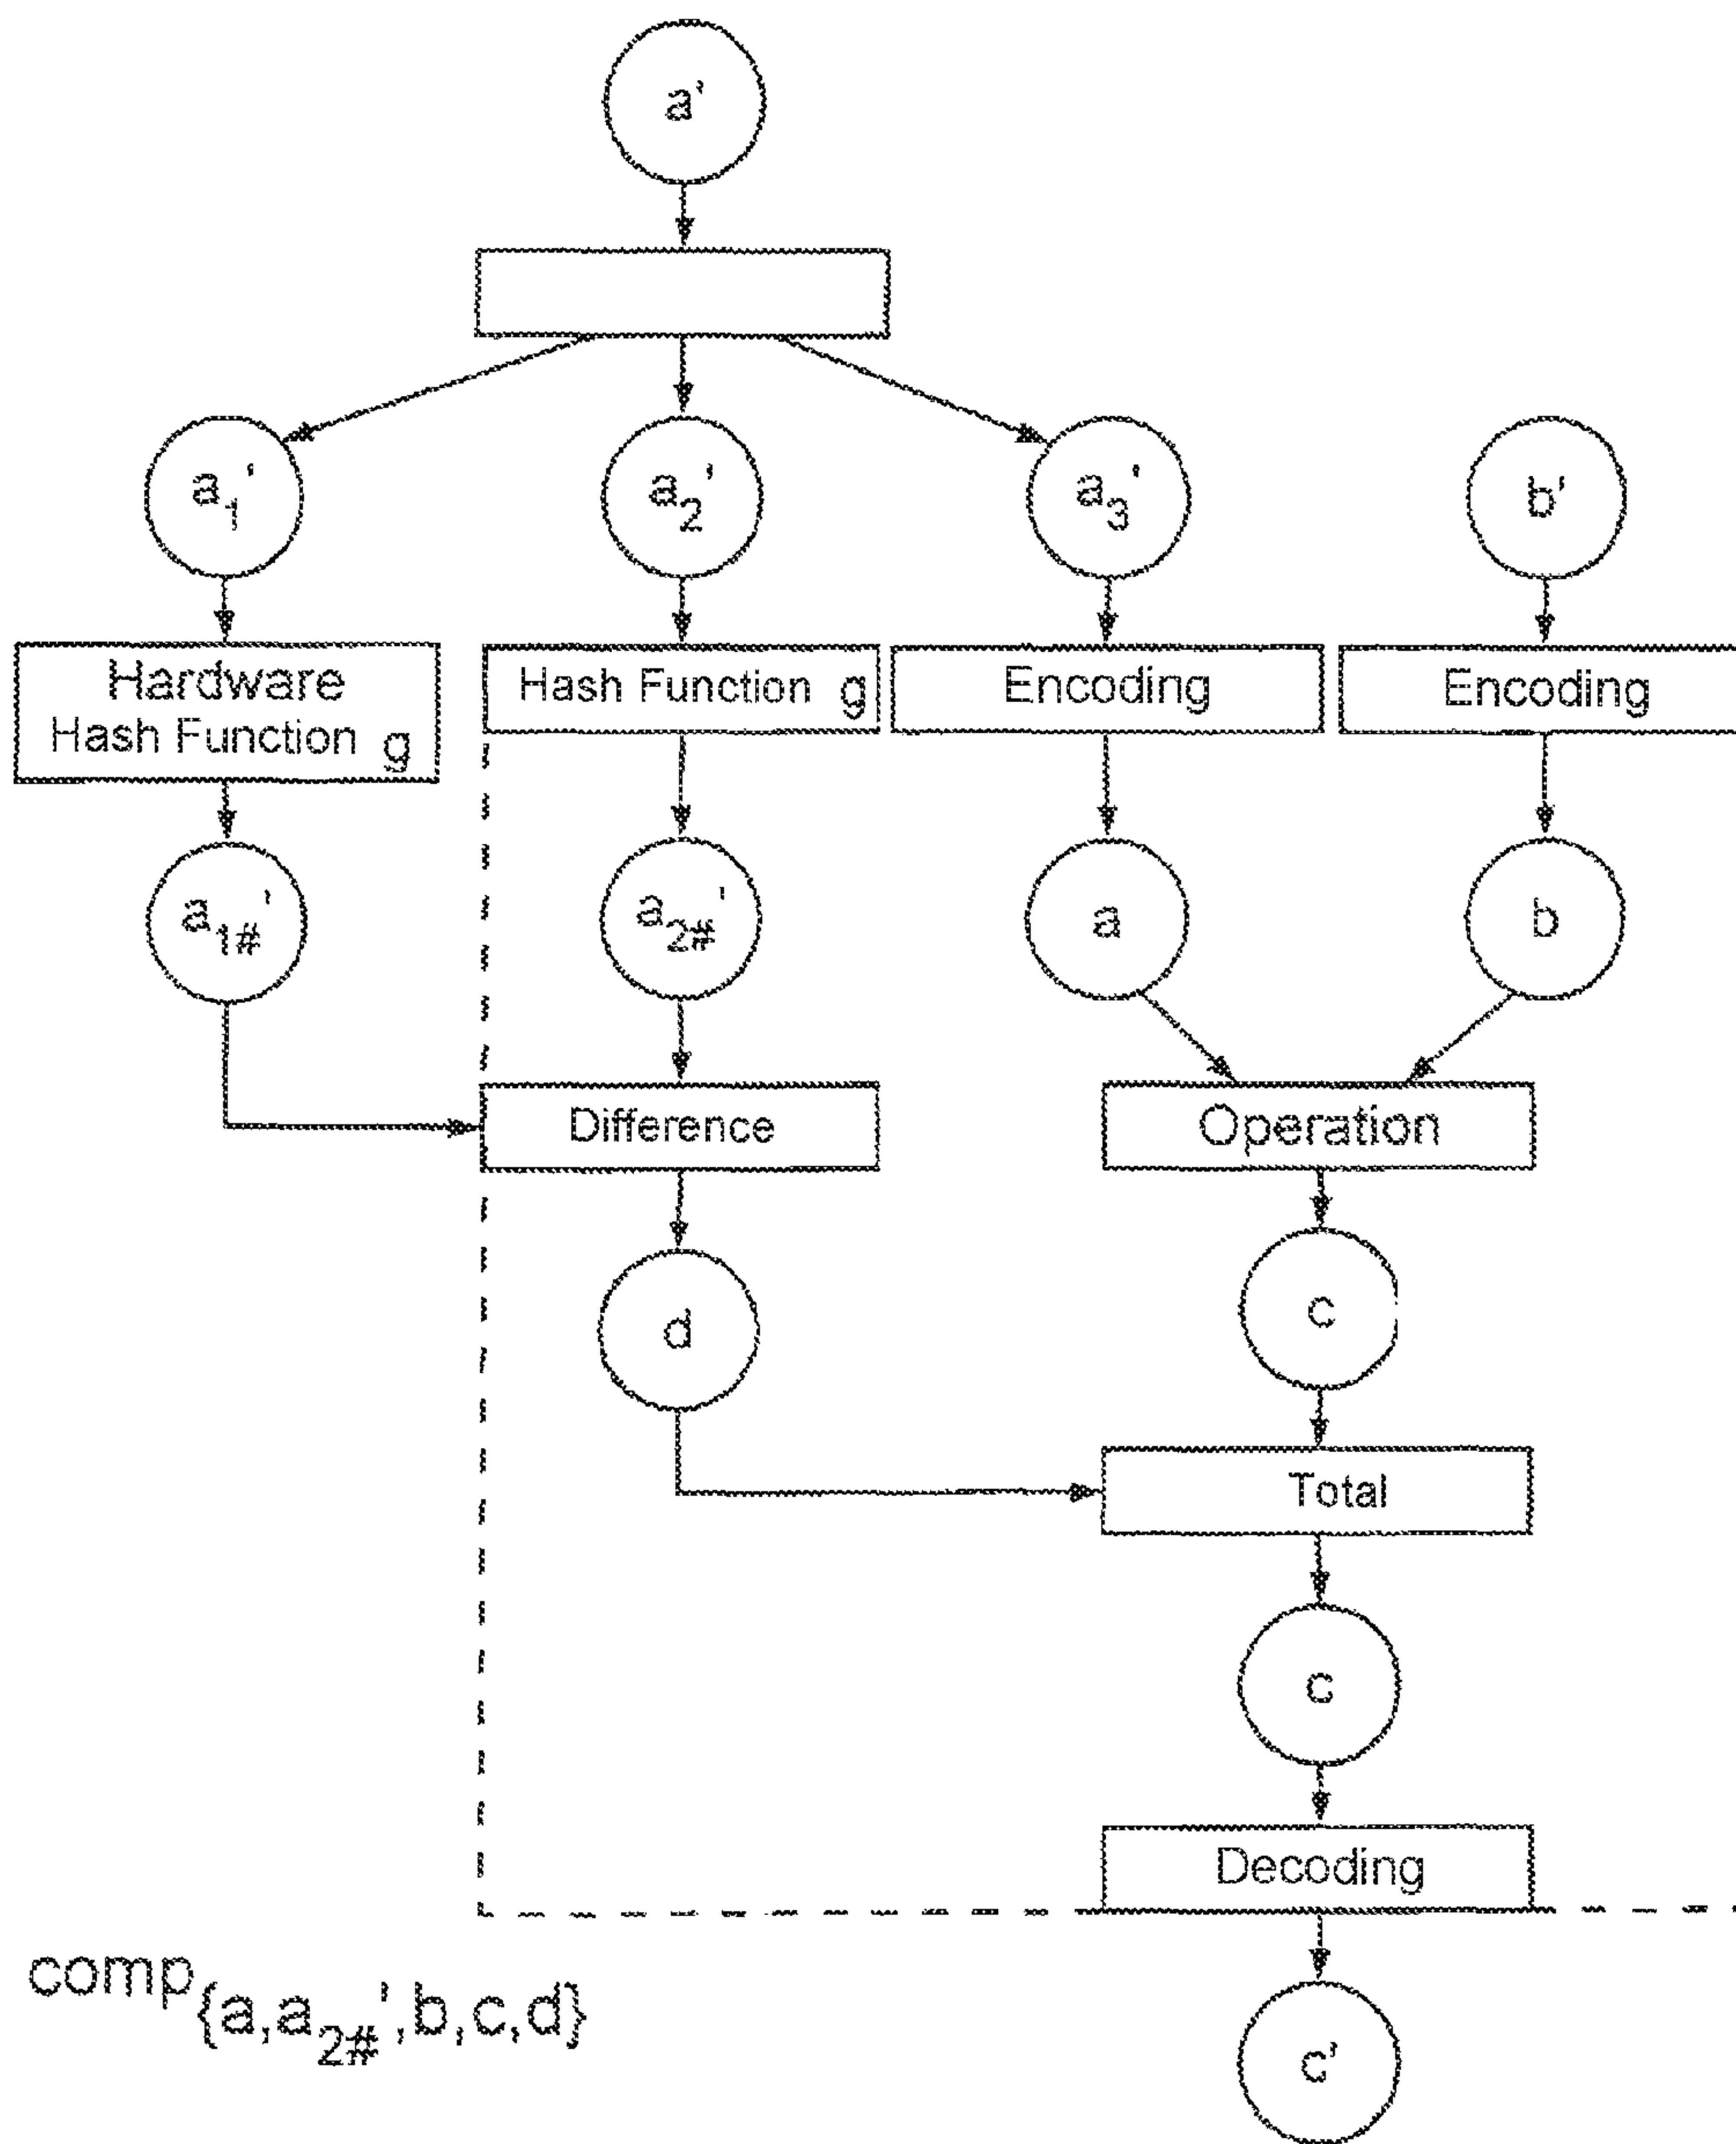 a'
a1'
a2'
a3'
b'
Hardware
Hash Function g
Hash Function g
Encoding
Encoding
a1#'
a2#'
a
b
Difference
Operation
d
c
Total
c
Decoding
comp{a,a2#',b,c,d}
c'